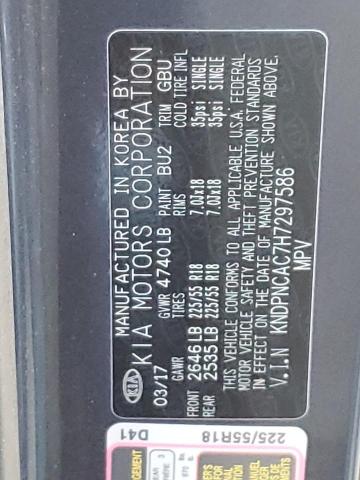 MANUFACTURED IN KOREA BY
KIA KIA MOTORS CORPORATION
03/17 GVWR 4740 LB PAINT BU2 TRIM GBU
GAWR TIRES RIMS COLD TIRE INFL
FRONT 2646 LB 225/55 R18 7.00x18 35psi SINGLE
REAR 2535 LB 225/55 R18 7.00x18 35psi SINGLE
THIS VEHICLE CONFORMS TO ALL APPLICABLE U.S.A. FEDERAL
MOTOR VEHICLE SAFETY AND THEFT PREVENTION STANDARDS
IN EFFECT ON THE DATE OF MANUFACTURE SHOWN ABOVE.
V.I.N KNDPNCAC7H7297586
MPV
D41
225/55R18